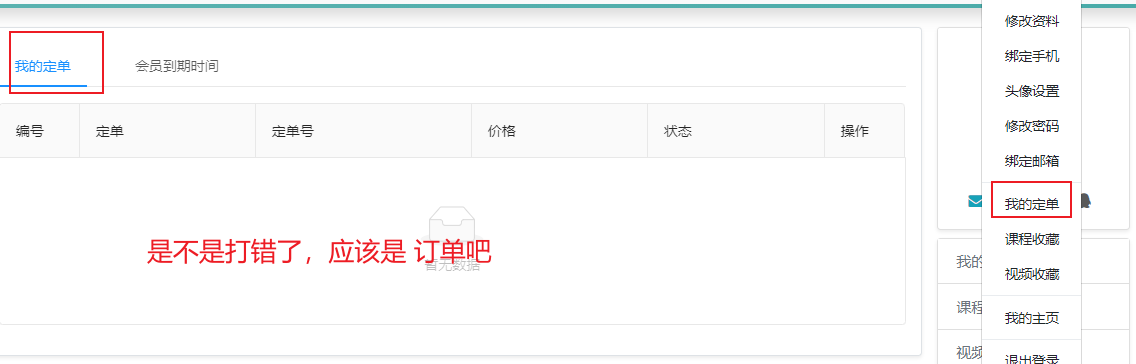 我的定单 会员到期时间
编号 定单 定单号 价格 状态 操作
是不是打错了，应该是 订单吧
暂无数据
修改资料
绑定手机
头像设置
修改密码
绑定邮箱
我的定单
课程收藏
视频收藏
我的主页
退出登录
我的
课程
视频